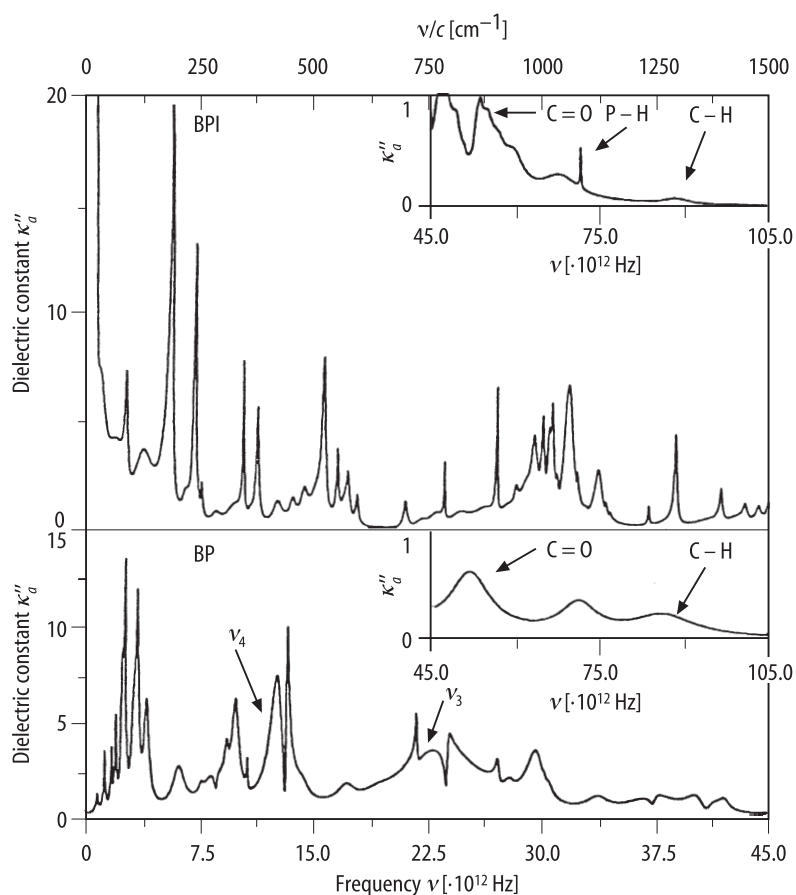 ν/c [cm⁻¹]
0 250 500 750 1000 1250 1500
20
BPI
1
C = O P – H C – H
κ″ₐ
0
45.0 75.0 105.0
ν [·10¹² Hz]
Dielectric constant κ″ₐ
10
0
15
BP
1
C = O
C – H
κ″ₐ
0
45.0 75.0 105.0
ν [·10¹² Hz]
Dielectric constant κ″ₐ
10
ν₄
ν₃
5
0
0 7.5 15.0 22.5 30.0 37.5 45.0
Frequency ν [·10¹² Hz]